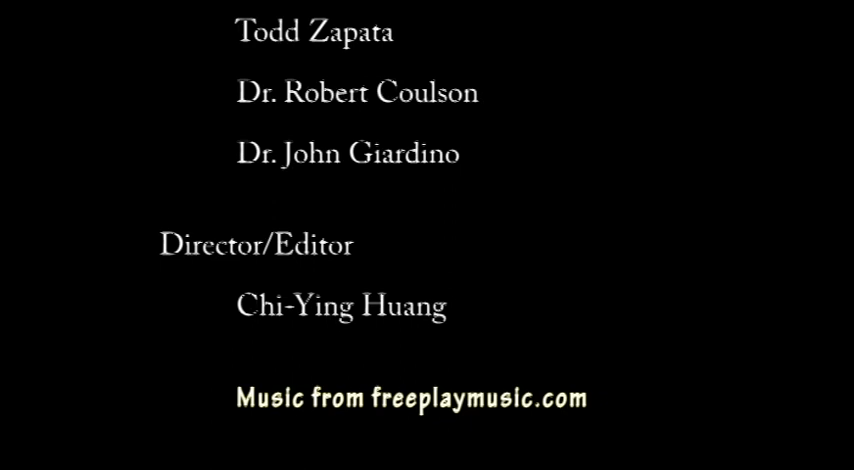 Todd Zapata
Dr. Robert Coulson
Dr. John Giardino
Director/Editor
Chi-Ying Huang
Music from freeplaymusic.com